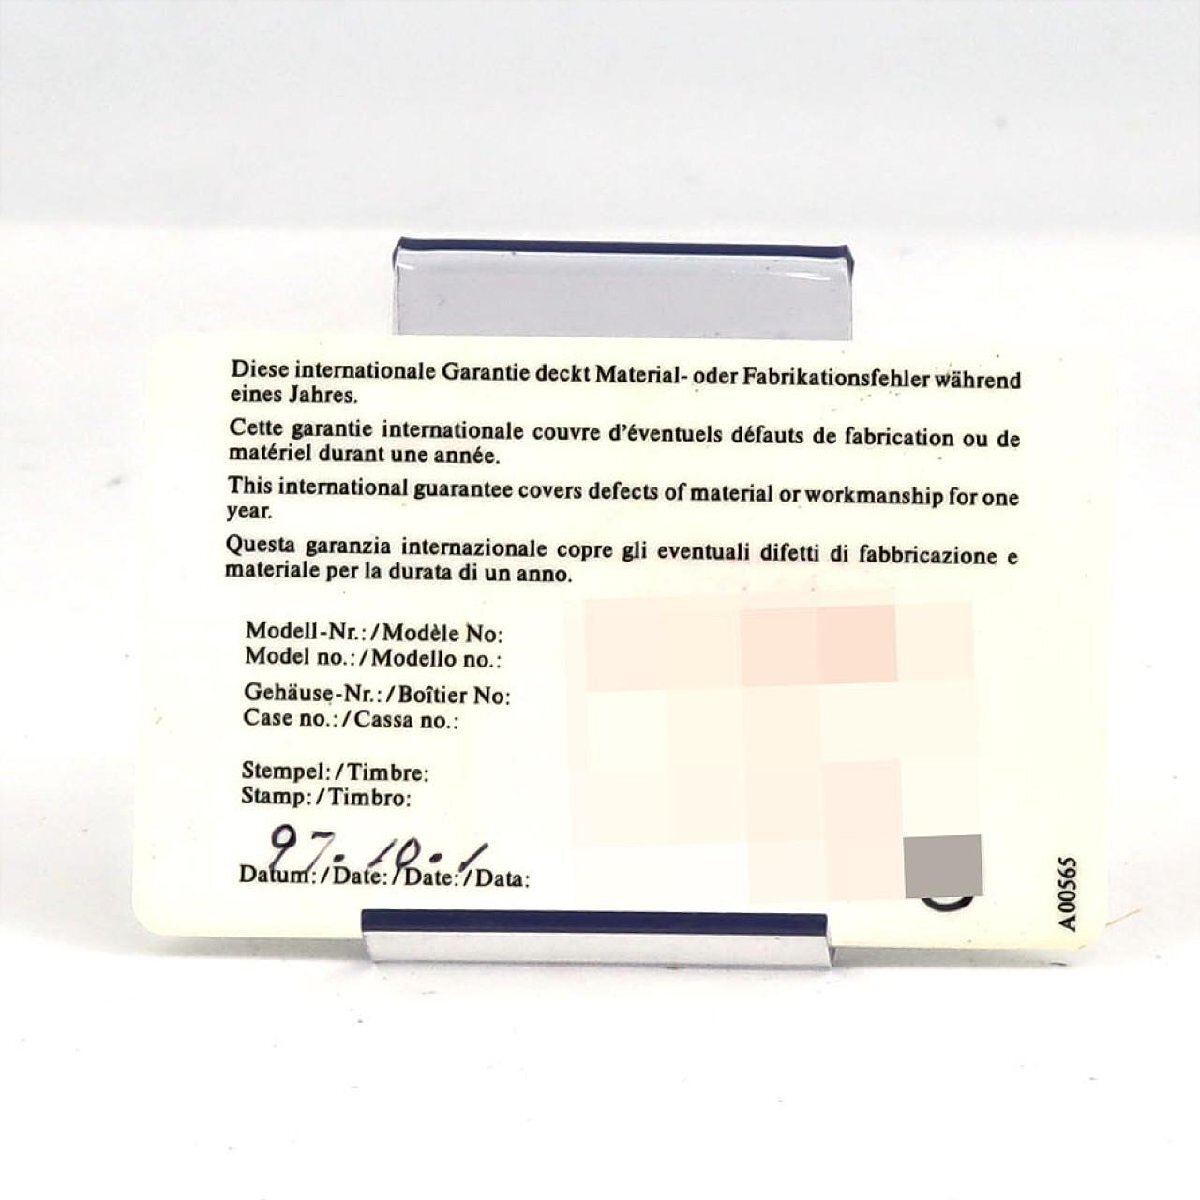 Diese internationale Garantie deckt Material- oder Fabrikationsfehler während
eines Jahres.
Cette garantie internationale couvre d'éventuels défauts de fabrication ou de
matériel durant une année.
This international guarantee covers defects of material or workmanship for one
year.
Questa garanzia internazionale copre gli eventuali difetti di fabbricazione e
materiale per la durata di un anno.
Modell-Nr.:/Modèle No:
Model no.:/Modello no.:
Gehäuse-Nr.:/Boîtier No:
Case no.:/Cassa no.:
Stempel:/Timbre:
Stamp:/Timbro:
97.10.1
Datum:/Date:/Date:/Data:
A00565